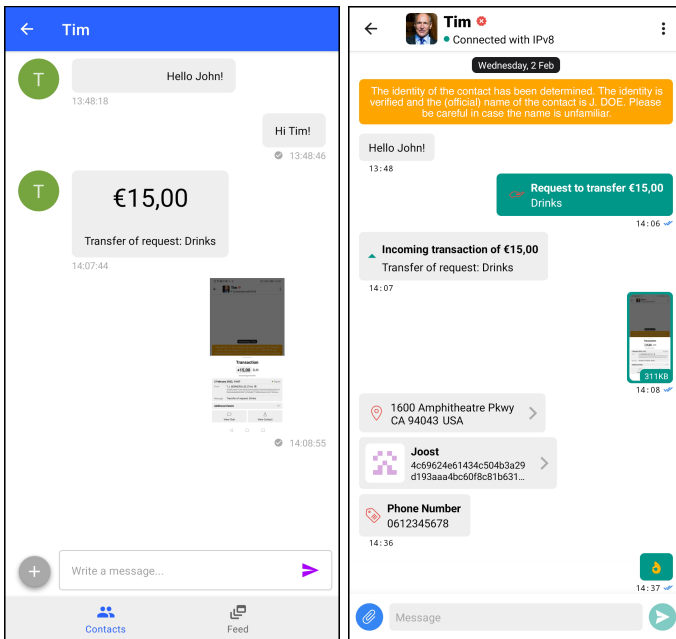 Tim
T
Hello John!
13:48:18
Hi Tim!
13:48:46
T
€15,00
Transfer of request: Drinks
14:07:44
Transaction
14:08:55
Write a message...
Contacts
Feed
Tim
Connected with IPv8
Wednesday, 2 Feb
The identity of the contact has been determined. The identity is
verified and the (official) name of the contact is J. DOE. Please
be careful in case the name is unfamiliar.
Hello John!
13:48
Request to transfer €15,00
Drinks
14:06
Incoming transaction of €15,00
Transfer of request: Drinks
14:07
311KB
14:08
1600 Amphitheatre Pkwy
CA 94043 USA
Joost
4c69624e61434c504b3a29
d193aaa4bc60f8c81b631...
Phone Number
0612345678
14:36
14:37
Message